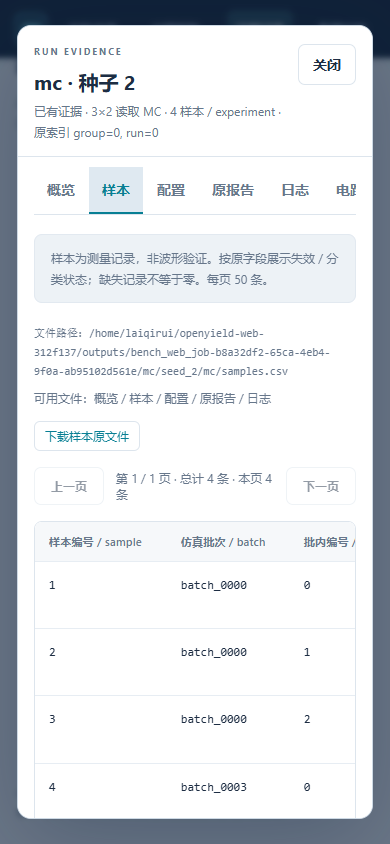 RUN EVIDENCE
关闭
mc · 种子 2
已有证据 · 3×2 读取 MC · 4 样本 / experiment ·
原索引 group=0, run=0
概览 样本 配置 原报告 日志 电路
样本为测量记录，非波形验证。按原字段展示失效 / 分
类状态；缺失记录不等于零。每页 50 条。
文件路径：/home/laiqirui/openyield-web-
312f137/outputs/bench_web_job-b8a32df2-65ca-4eb4-
9f0a-ab95102d561e/mc/seed_2/mc/samples.csv
可用文件：概览 / 样本 / 配置 / 原报告 / 日志
下载样本原文件
上一页
第 1 / 1 页 · 总计 4 条 · 本页 4
条
下一页
样本编号 / sample 仿真批次 / batch 批内编号 /
1 batch_0000 0
2 batch_0000 1
3 batch_0000 2
4 batch_0003 0